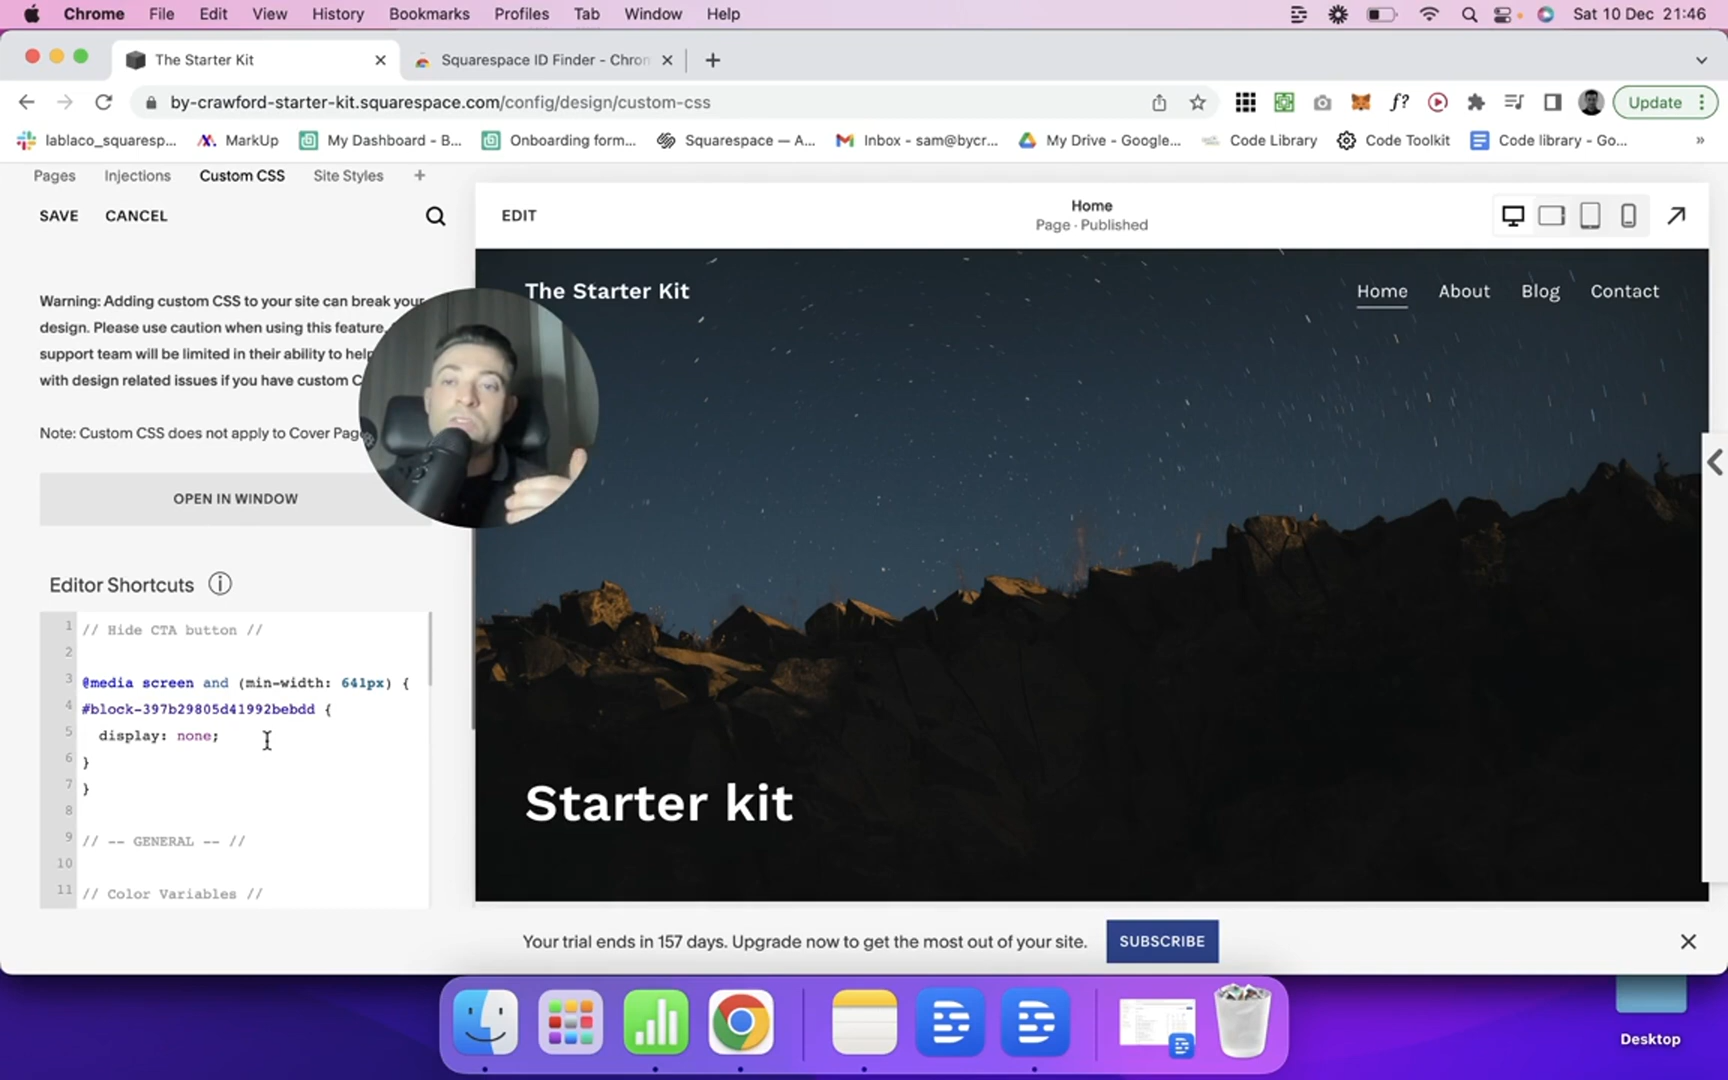 Chrome File Edit View History Bookmarks Profiles Tab Window Help Sat 10 Dec 21:46
The Starter Kit Squarespace ID Finder - Chron
by-crawford-starter-kit.squarespace.com/config/design/custom-css f? Update
lablaco_squaresp... MarkUp My Dashboard - B... Onboarding form... Squarespace — A... Inbox - sam@bycr... My Drive - Google... Code Library Code Toolkit Code library - Go... »
Pages Injections Custom CSS Site Styles +
SAVE CANCEL
EDIT Home
Page · Published
Warning: Adding custom CSS to your site can break your
design. Please use caution when using this feature.
support team will be limited in their ability to help
with design related issues if you have custom C
Note: Custom CSS does not apply to Cover Page
OPEN IN WINDOW
Editor Shortcuts
1 // Hide CTA button //
2
3 @media screen and (min-width: 641px) {
4 #block-397b29805d41992bebdd {
5 display: none;
6 }
7 }
8
9 // -- GENERAL -- //
10
11 // Color Variables //
The Starter Kit Home About Blog Contact
Starter kit
Your trial ends in 157 days. Upgrade now to get the most out of your site. SUBSCRIBE
Desktop